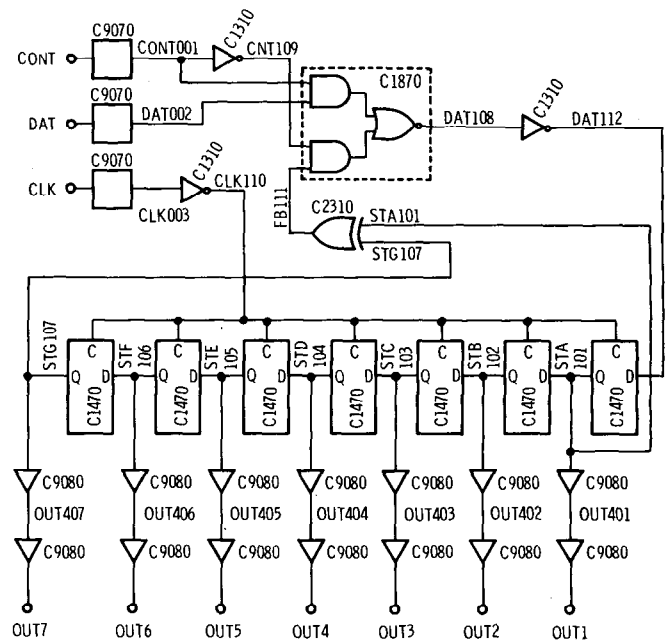 C9070
CONT
CONT001
C1310
CNT109
C1870
C9070
DAT
DAT002
DAT108
C1310
DAT112
C9070
CLK
CLK003
C1310
CLK110
FB111
C2310
STA101
STG107
STG107
STF
106
STE
105
STD
104
STC
103
STB
102
STA
101
C
C
C
C
C
C
C
Q
Q D
Q D
Q D
Q D
Q D
D
C1470
C1470
C1470
C1470
C1470
C1470
C1470
C9080
C9080
C9080
C9080
C9080
C9080
C9080
OUT407
OUT406
OUT405
OUT404
OUT403
OUT402
OUT401
C9080
C9080
C9080
C9080
C9080
C9080
C9080
OUT7
OUT6
OUT5
OUT4
OUT3
OUT2
OUT1